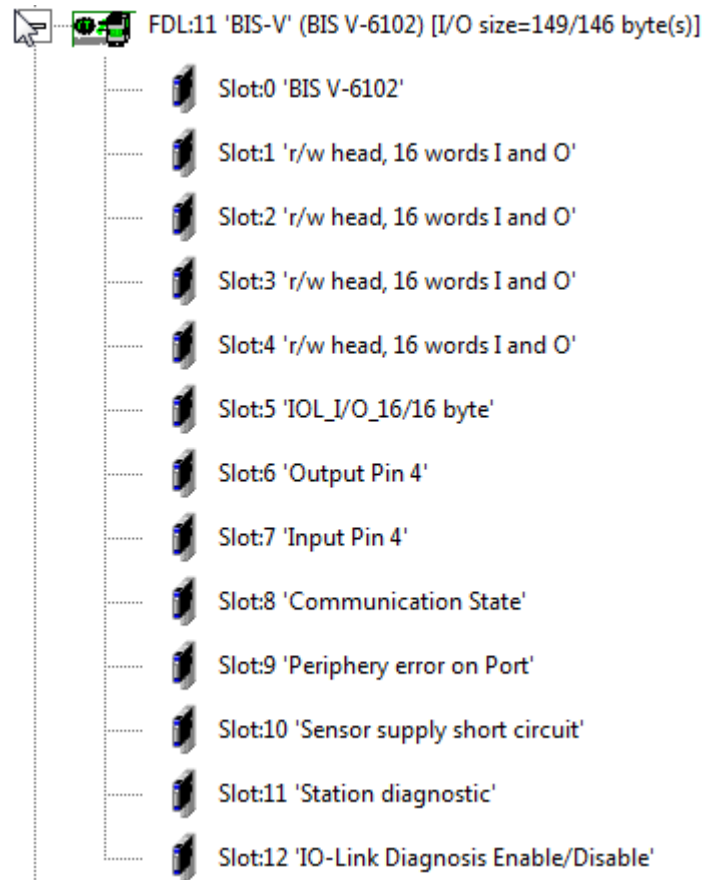 FDL:11 'BIS-V' (BIS V-6102) [I/O size=149/146 byte(s)]
Slot:0 'BIS V-6102'
Slot:1 'r/w head, 16 words I and O'
Slot:2 'r/w head, 16 words I and O'
Slot:3 'r/w head, 16 words I and O'
Slot:4 'r/w head, 16 words I and O'
Slot:5 'IOL_I/O_16/16 byte'
Slot:6 'Output Pin 4'
Slot:7 'Input Pin 4'
Slot:8 'Communication State'
Slot:9 'Periphery error on Port'
Slot:10 'Sensor supply short circuit'
Slot:11 'Station diagnostic'
Slot:12 'IO-Link Diagnosis Enable/Disable'